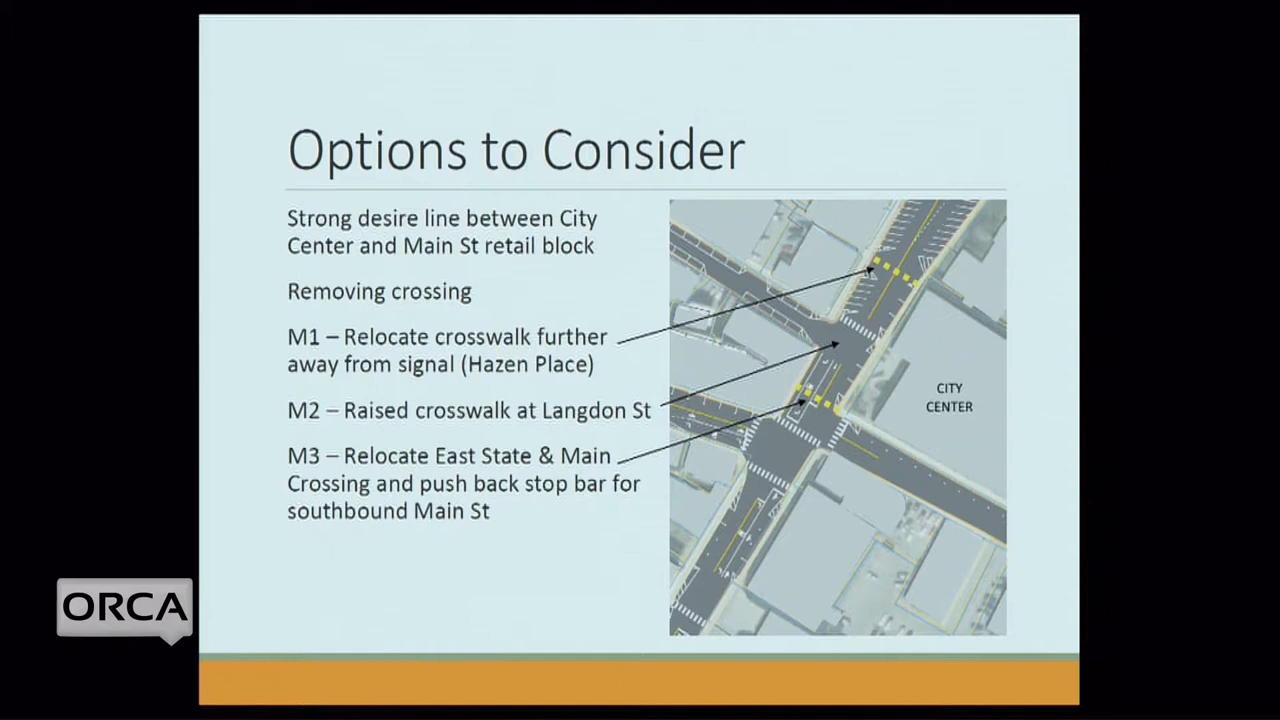 Options to Consider
Strong desire line between City
Center and Main St retail block
Removing crossing
M1 – Relocate crosswalk further
away from signal (Hazen Place)
M2 – Raised crosswalk at Langdon St
M3 – Relocate East State & Main
Crossing and push back stop bar for
southbound Main St
CITY
CENTER
ORCA